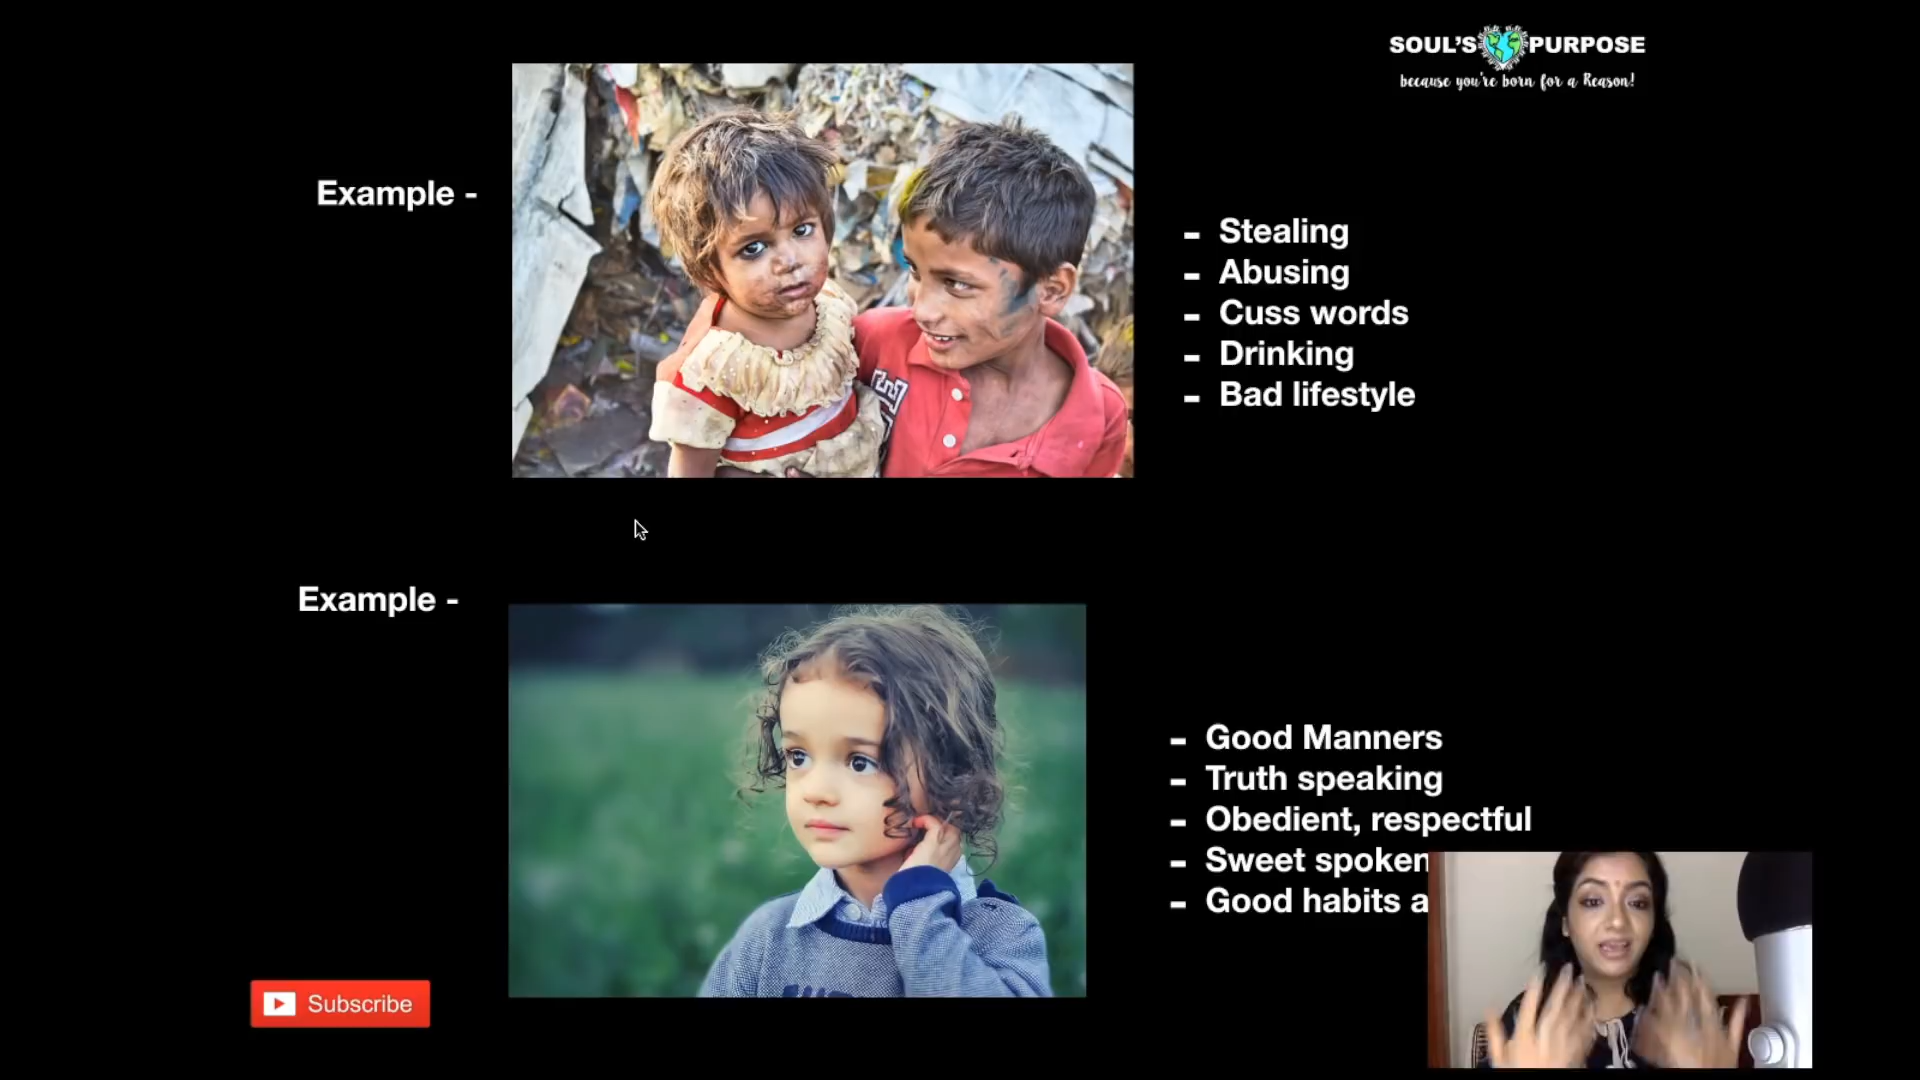 SOUL'S PURPOSE
because you're born for a Reason!
Example -
- Stealing
- Abusing
- Cuss words
- Drinking
- Bad lifestyle
Example -
- Good Manners
- Truth speaking
- Obedient, respectful
- Sweet spoken
- Good habits a
Subscribe